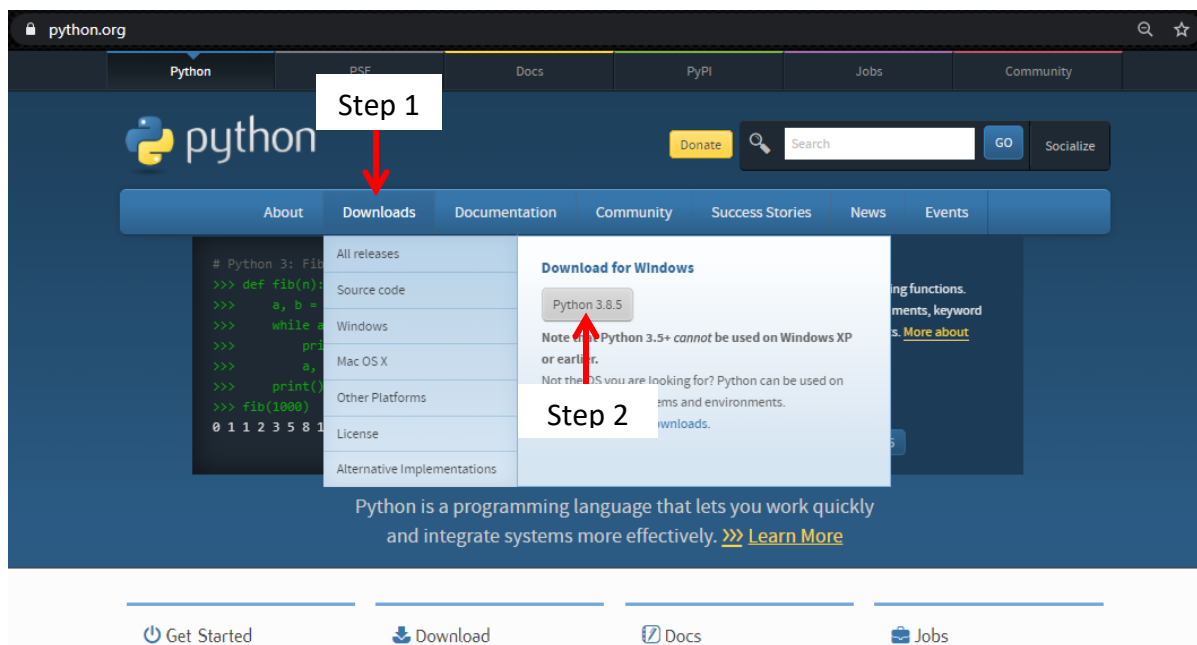 python.org
Python
PSF
Docs
PyPI
Jobs
Community
Step 1
python
Donate
Search
GO
Socialize
About
Downloads
Documentation
Community
Success Stories
News
Events
# Python 3: Fib
>>> def fib(n):
>>> a, b =
>>> while a
>>> pri
>>> a,
>>> print()
>>> fib(1000)
0 1 1 2 3 5 8 1
All releases
Source code
Windows
Mac OS X
Other Platforms
License
Alternative Implementations
Download for Windows
Python 3.8.5
Note that Python 3.5+ cannot be used on Windows XP
or earlier.
Not the OS you are looking for? Python can be used on
ems and environments.
ownloads.
Step 2
ing functions.
ments, keyword
s. More about
Python is a programming language that lets you work quickly
and integrate systems more effectively. >>> Learn More
Get Started
Download
Docs
Jobs